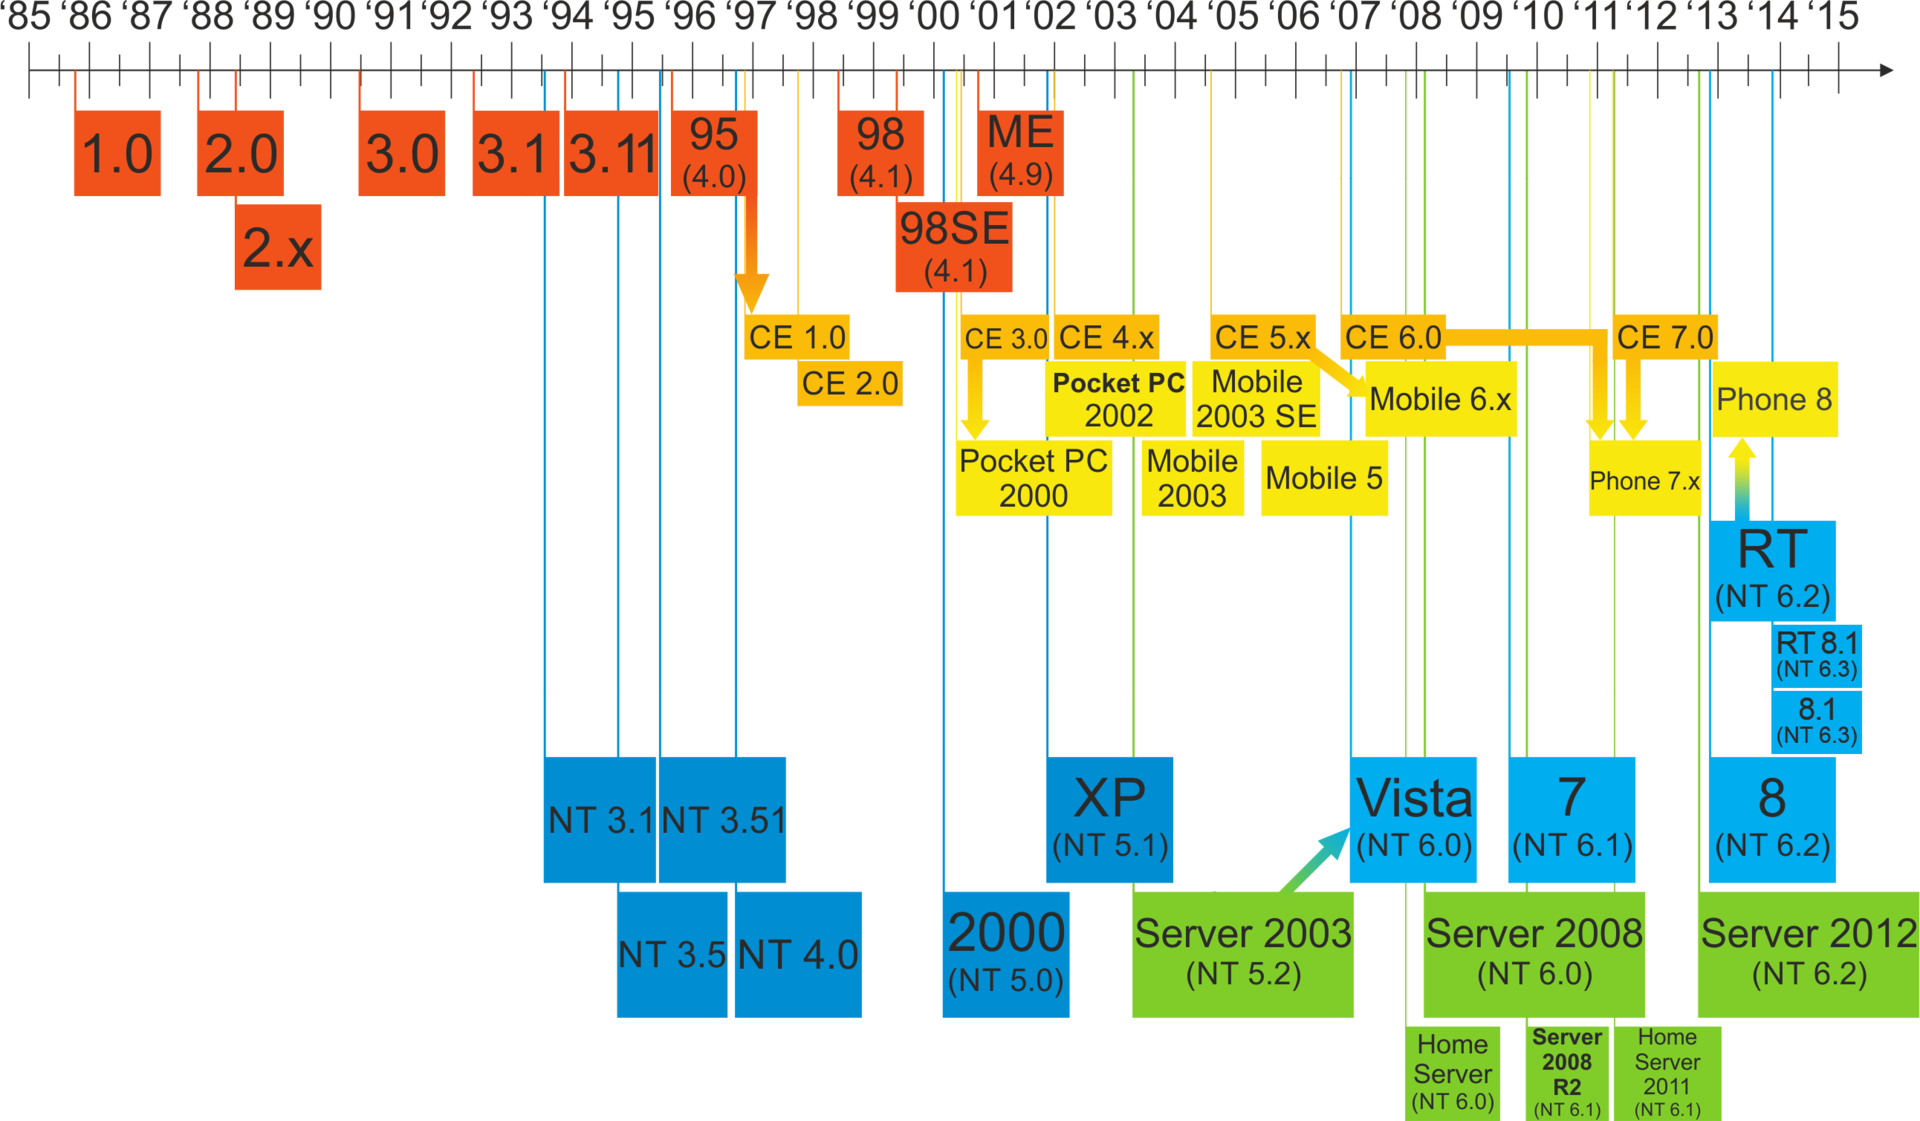 ‘85 ‘86 ‘87 ‘88 ‘89 ‘90 ‘91 ‘92 ‘93 ‘94 ‘95 ‘96 ‘97 ‘98 ‘99 ‘00 ‘01 ‘02 ‘03 ‘04 ‘05 ‘06 ‘07 ‘08 ‘09 ‘10 ‘11 ‘12 ‘13 ‘14 ‘15
1.0
2.0
2.x
3.0
3.1
3.11
95
(4.0)
98
(4.1)
98SE
(4.1)
ME
(4.9)
CE 1.0
CE 2.0
CE 3.0
CE 4.x
CE 5.x
CE 6.0
CE 7.0
Pocket PC
2002
Mobile
2003 SE
Mobile 6.x
Phone 8
Pocket PC
2000
Mobile
2003
Mobile 5
Phone 7.x
RT
(NT 6.2)
RT 8.1
(NT 6.3)
8.1
(NT 6.3)
NT 3.1
NT 3.51
XP
(NT 5.1)
Vista
(NT 6.0)
7
(NT 6.1)
8
(NT 6.2)
NT 3.5
NT 4.0
2000
(NT 5.0)
Server 2003
(NT 5.2)
Server 2008
(NT 6.0)
Server 2012
(NT 6.2)
Home
Server
(NT 6.0)
Server
2008
R2
(NT 6.1)
Home
Server
2011
(NT 6.1)